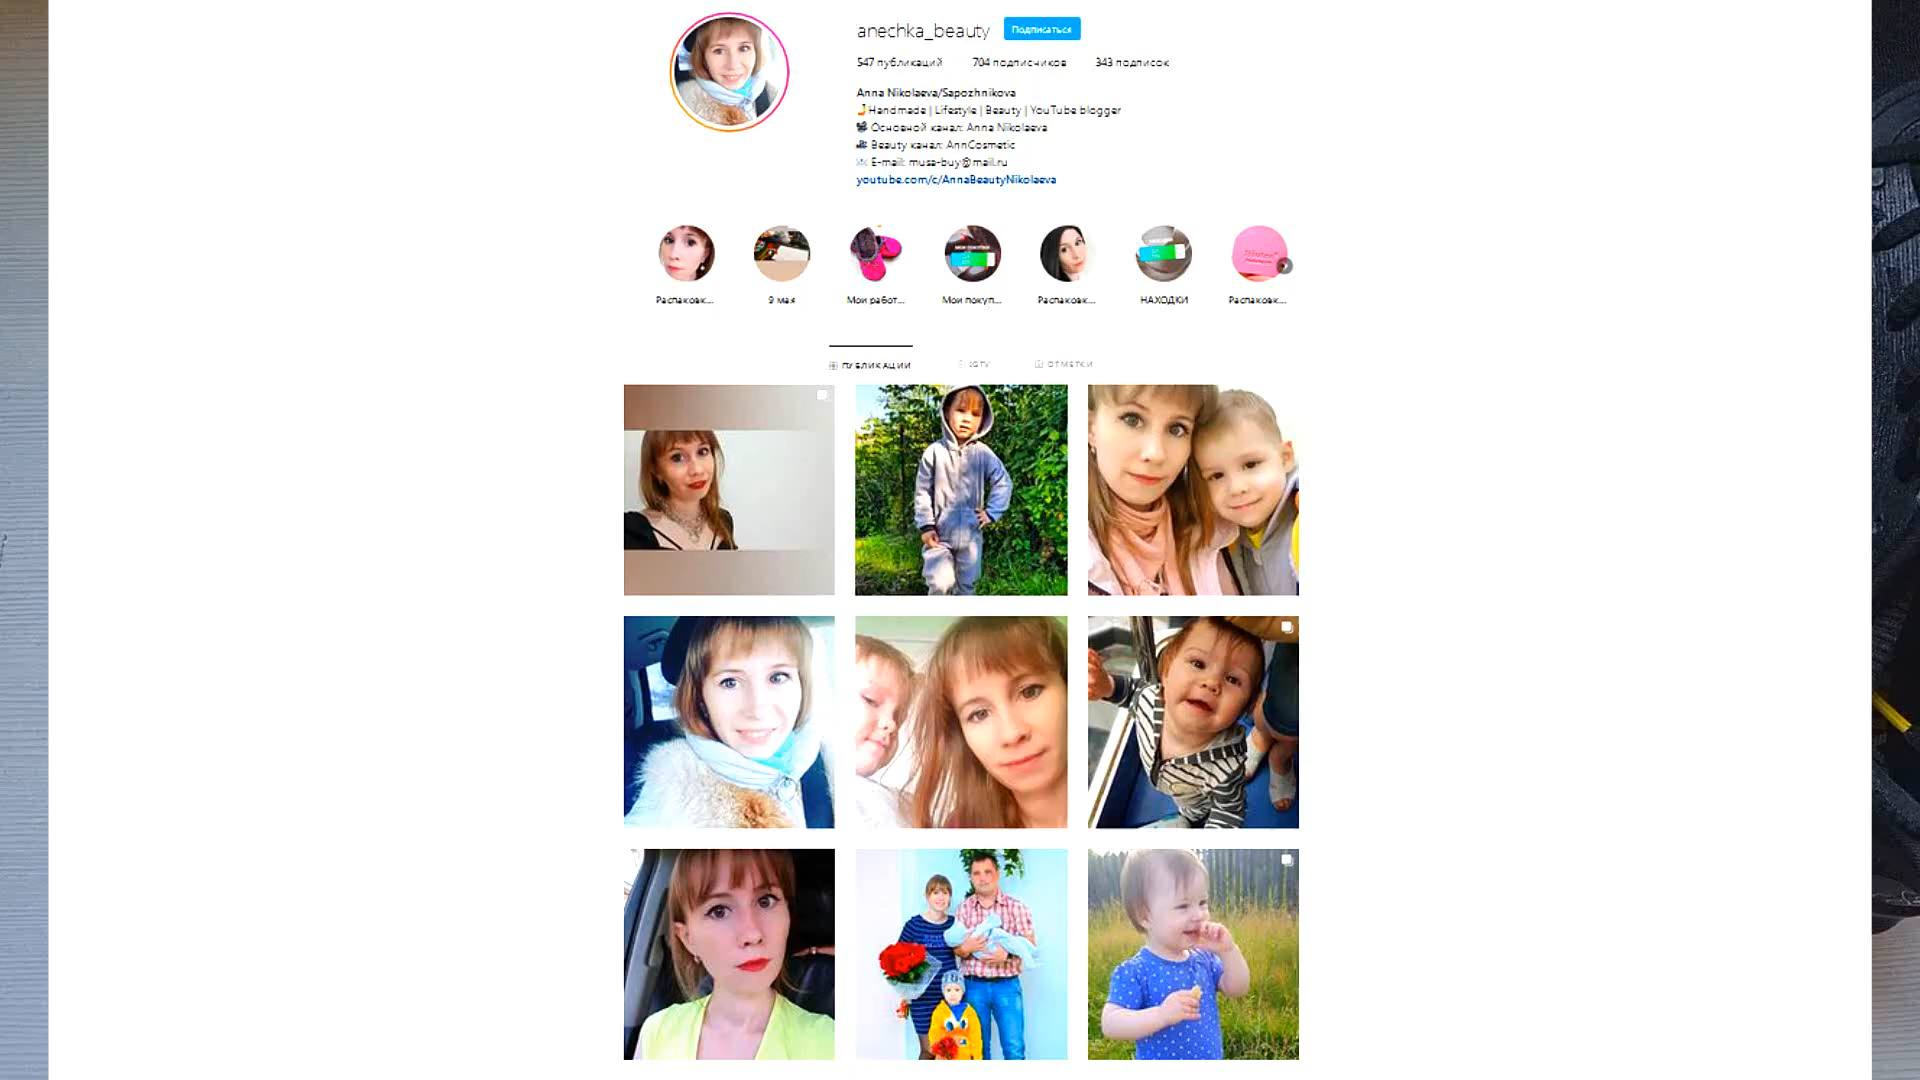 anechka_beauty Подписаться
547 публикаций 704 подписчиков 343 подписок
Anna Nikolaeva/Sapozhnikova
Handmade | Lifestyle | Beauty | YouTube blogger
Основной канал: Anna Nikolaeva
Beauty канал: AnnCosmetic
E-mail: musa-buy@mail.ru
youtube.com/c/AnnaBeautyNikolaeva
Распаковк... 9 мая Мои работ... Мои покуп... Распаковк... НАХОДКИ Распаковк...
ПУБЛИКАЦИИ IGTV ОТМЕТКИ